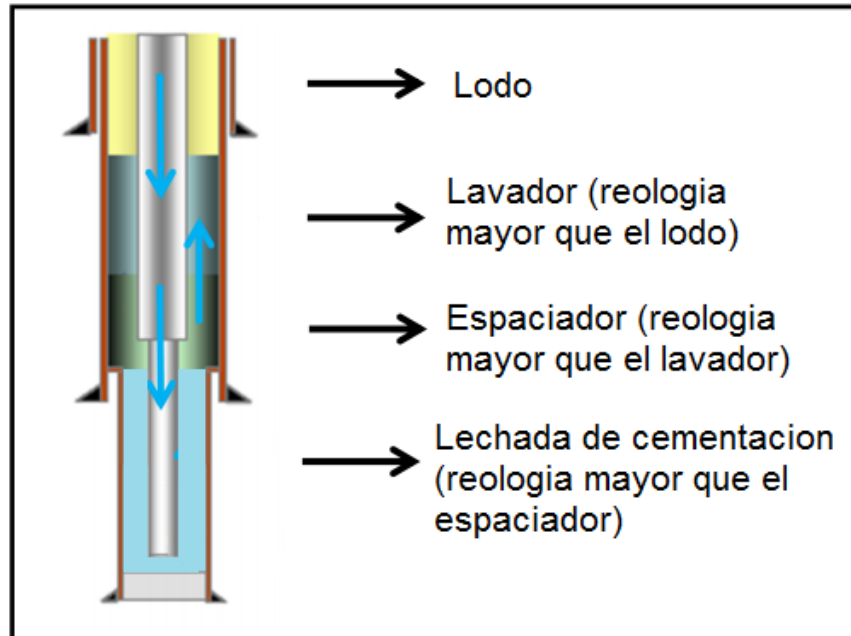 Lodo
Lavador (reologia
mayor que el lodo)
Espaciador (reologia
mayor que el lavador)
Lechada de cementacion
(reologia mayor que el
espaciador)